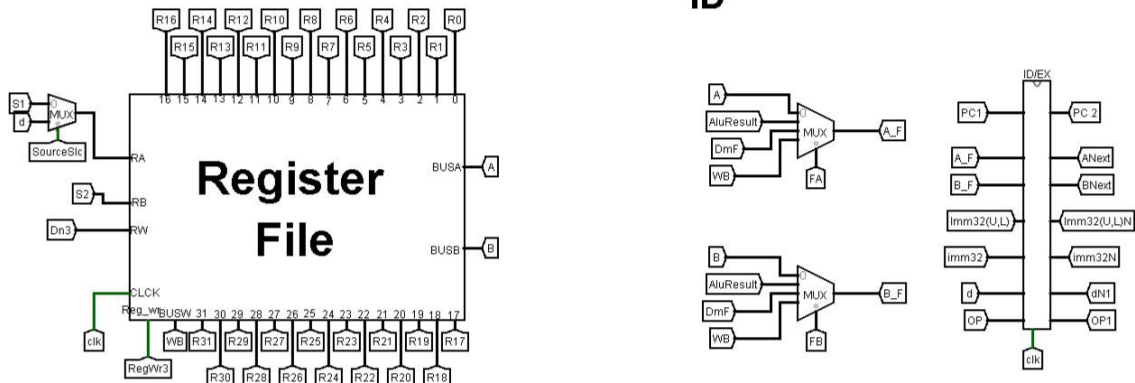 ID
R16 R14 R12 R10 R8 R6 R4 R2 R0
R15 R13 R11 R9 R7 R5 R3 R1
16 15 14 13 12 11 10 9 8 7 6 5 4 3 2 1 0
S1
d
0
MUX
SourceSlc
RA
S2
RB
Dn3
RW
Register
File
BUSA
A
BUSB
B
CLCK
Reg_wr
BUSW 31 30 29 28 27 26 25 24 23 22 21 20 19 18 17
clk
RegWr3
WB R31 R29 R27 R25 R23 R21 R19 R17
R30 R28 R26 R24 R22 R20 R18
A
AluResult
DmF
WB
0
MUX
A_F
FA
B
AluResult
DmF
WB
0
MUX
B_F
FB
ID/EX
PC1 PC 2
A_F ANext
B_F BNext
Imm32(U,L) Imm32(U,L)N
imm32 imm32N
d dN1
OP OP1
clk